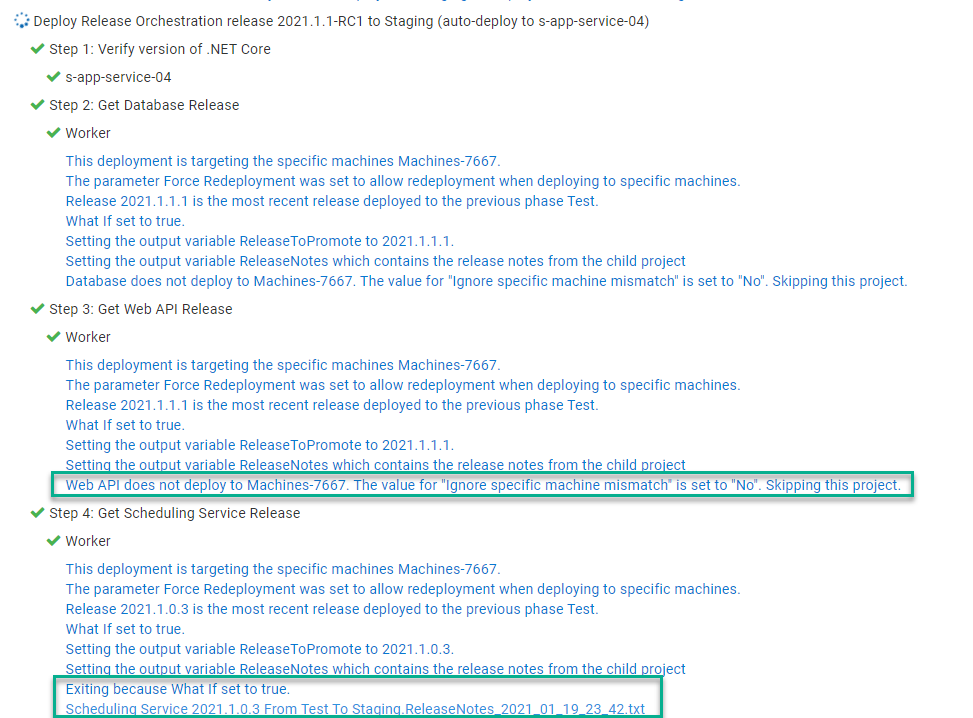 Deploy Release Orchestration release 2021.1.1-RC1 to Staging (auto-deploy to s-app-service-04)
Step 1: Verify version of .NET Core
s-app-service-04
Step 2: Get Database Release
Worker
This deployment is targeting the specific machines Machines-7667.
The parameter Force Redeployment was set to allow redeployment when deploying to specific machines.
Release 2021.1.1.1 is the most recent release deployed to the previous phase Test.
What If set to true.
Setting the output variable ReleaseToPromote to 2021.1.1.1.
Setting the output variable ReleaseNotes which contains the release notes from the child project
Database does not deploy to Machines-7667. The value for "Ignore specific machine mismatch" is set to "No". Skipping this project.
Step 3: Get Web API Release
Worker
This deployment is targeting the specific machines Machines-7667.
The parameter Force Redeployment was set to allow redeployment when deploying to specific machines.
Release 2021.1.1.1 is the most recent release deployed to the previous phase Test.
What If set to true.
Setting the output variable ReleaseToPromote to 2021.1.1.1.
Setting the output variable ReleaseNotes which contains the release notes from the child project
Web API does not deploy to Machines-7667. The value for "Ignore specific machine mismatch" is set to "No". Skipping this project.
Step 4: Get Scheduling Service Release
Worker
This deployment is targeting the specific machines Machines-7667.
The parameter Force Redeployment was set to allow redeployment when deploying to specific machines.
Release 2021.1.0.3 is the most recent release deployed to the previous phase Test.
What If set to true.
Setting the output variable ReleaseToPromote to 2021.1.0.3.
Setting the output variable ReleaseNotes which contains the release notes from the child project
Exiting because What If set to true.
Scheduling Service 2021.1.0.3 From Test To Staging.ReleaseNotes_2021_01_19_23_42.txt